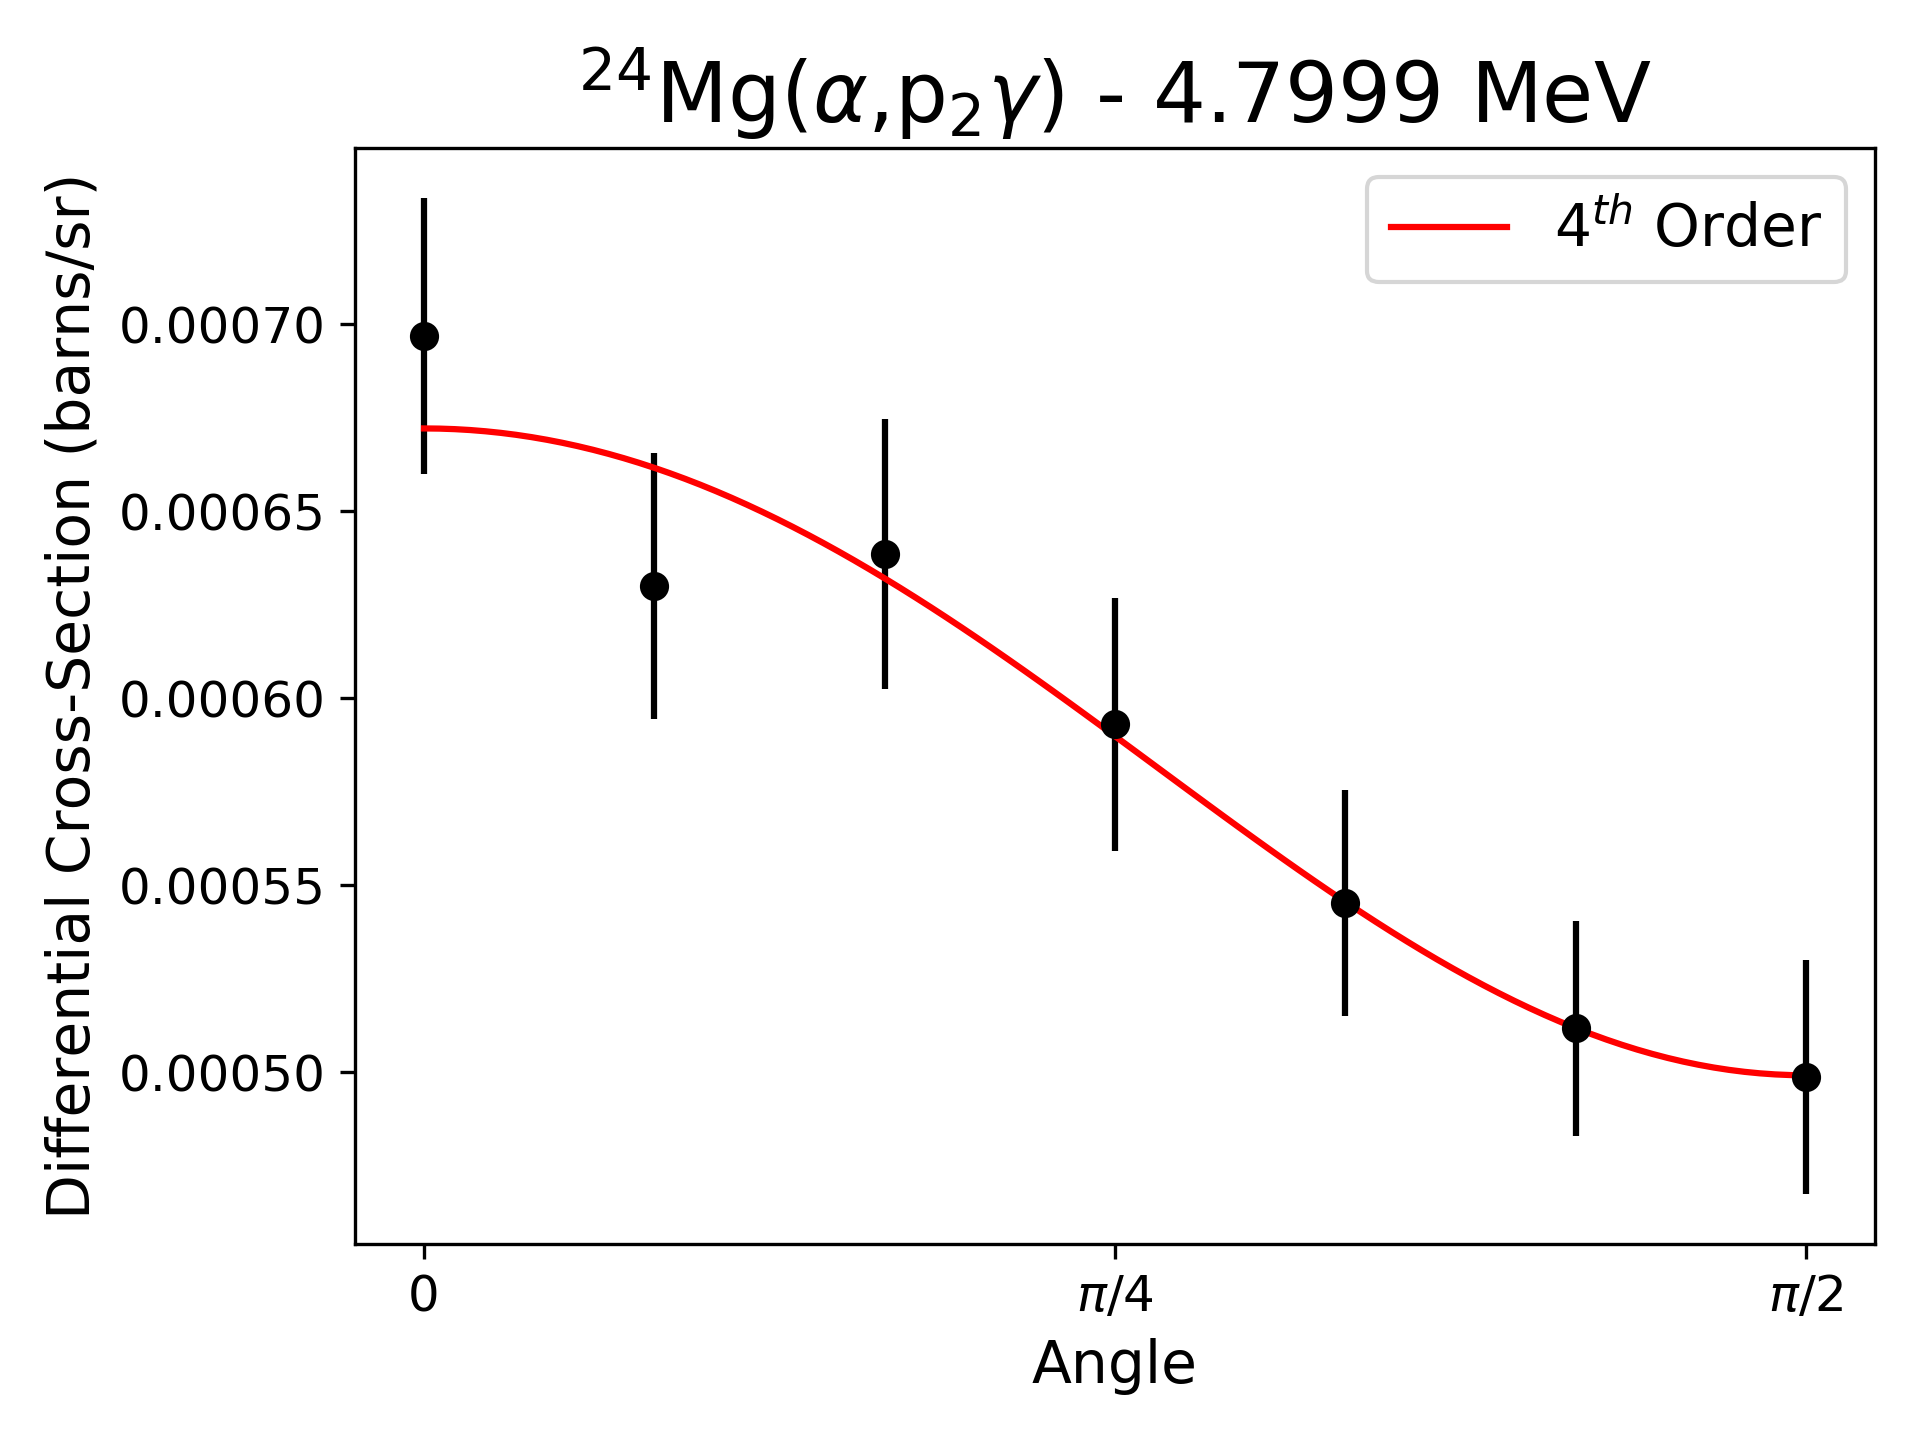 ²⁴Mg(α,p₂γ) - 4.7999 MeV
4ᵗʰ Order
Differential Cross-Section (barns/sr)
0.00070
0.00065
0.00060
0.00055
0.00050
0 π/4 π/2
Angle